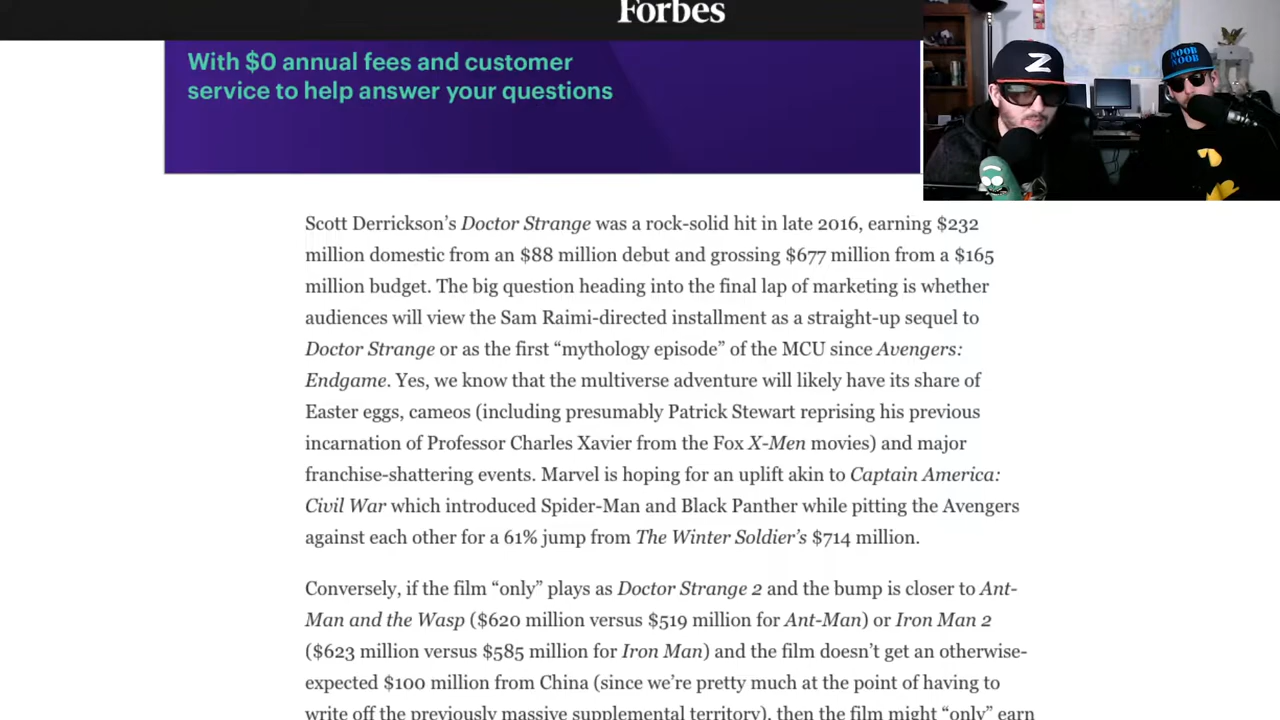 Forbes
With $0 annual fees and customer
service to help answer your questions
Z
NOOB
NOOB
Scott Derrickson’s Doctor Strange was a rock-solid hit in late 2016, earning $232
million domestic from an $88 million debut and grossing $677 million from a $165
million budget. The big question heading into the final lap of marketing is whether
audiences will view the Sam Raimi-directed installment as a straight-up sequel to
Doctor Strange or as the first “mythology episode” of the MCU since Avengers:
Endgame. Yes, we know that the multiverse adventure will likely have its share of
Easter eggs, cameos (including presumably Patrick Stewart reprising his previous
incarnation of Professor Charles Xavier from the Fox X-Men movies) and major
franchise-shattering events. Marvel is hoping for an uplift akin to Captain America:
Civil War which introduced Spider-Man and Black Panther while pitting the Avengers
against each other for a 61% jump from The Winter Soldier’s $714 million.
Conversely, if the film “only” plays as Doctor Strange 2 and the bump is closer to Ant-
Man and the Wasp ($620 million versus $519 million for Ant-Man) or Iron Man 2
($623 million versus $585 million for Iron Man) and the film doesn’t get an otherwise-
expected $100 million from China (since we’re pretty much at the point of having to
write off the previously massive supplemental territory), then the film might “only” earn